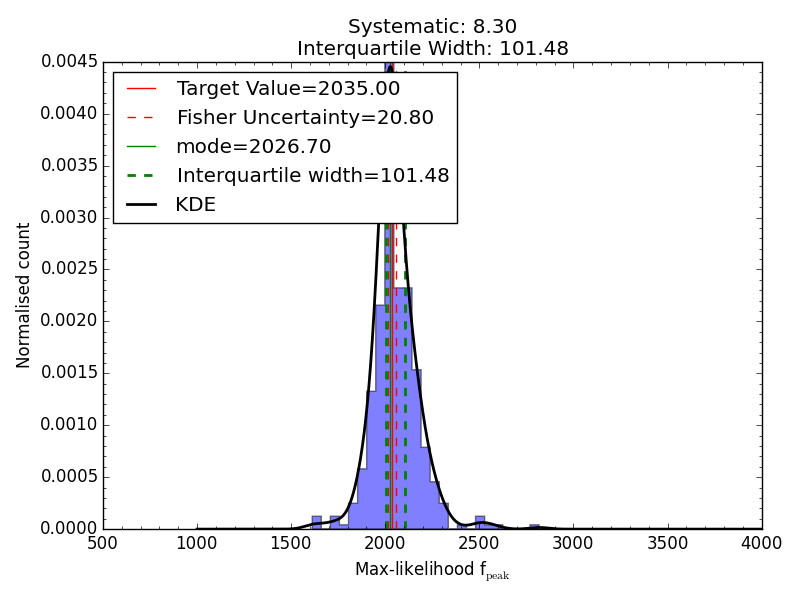 Systematic: 8.30
Interquartile Width: 101.48
Target Value=2035.00
Fisher Uncertainty=20.80
mode=2026.70
Interquartile width=101.48
KDE
Normalised count
0.0045
0.0040
0.0035
0.0030
0.0025
0.0020
0.0015
0.0010
0.0005
0.0000
500 1000 1500 2000 2500 3000 3500 4000
Max-likelihood f_peak